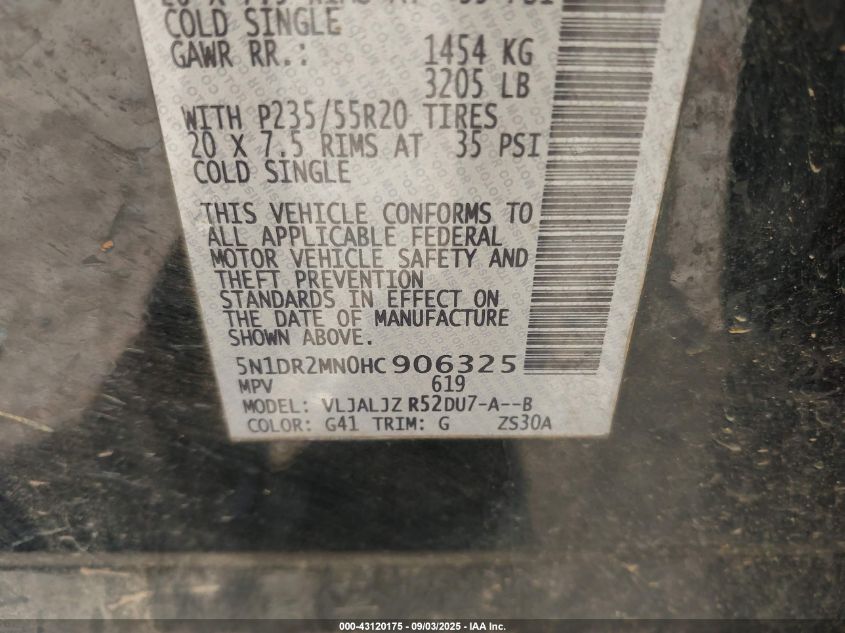 COLD SINGLE
GAWR RR.: 1454 KG
3205 LB
WITH P235/55R20 TIRES
20 X 7.5 RIMS AT 35 PSI
COLD SINGLE
THIS VEHICLE CONFORMS TO
ALL APPLICABLE FEDERAL
MOTOR VEHICLE SAFETY AND
THEFT PREVENTION
STANDARDS IN EFFECT ON
THE DATE OF MANUFACTURE
SHOWN ABOVE.
5N1DR2MN0HC906325
MPV 619
MODEL: VLJALJZ R52DU7-A--B
COLOR: G41 TRIM: G ZS30A
000-43120175 - 09/03/2025 - IAA Inc.